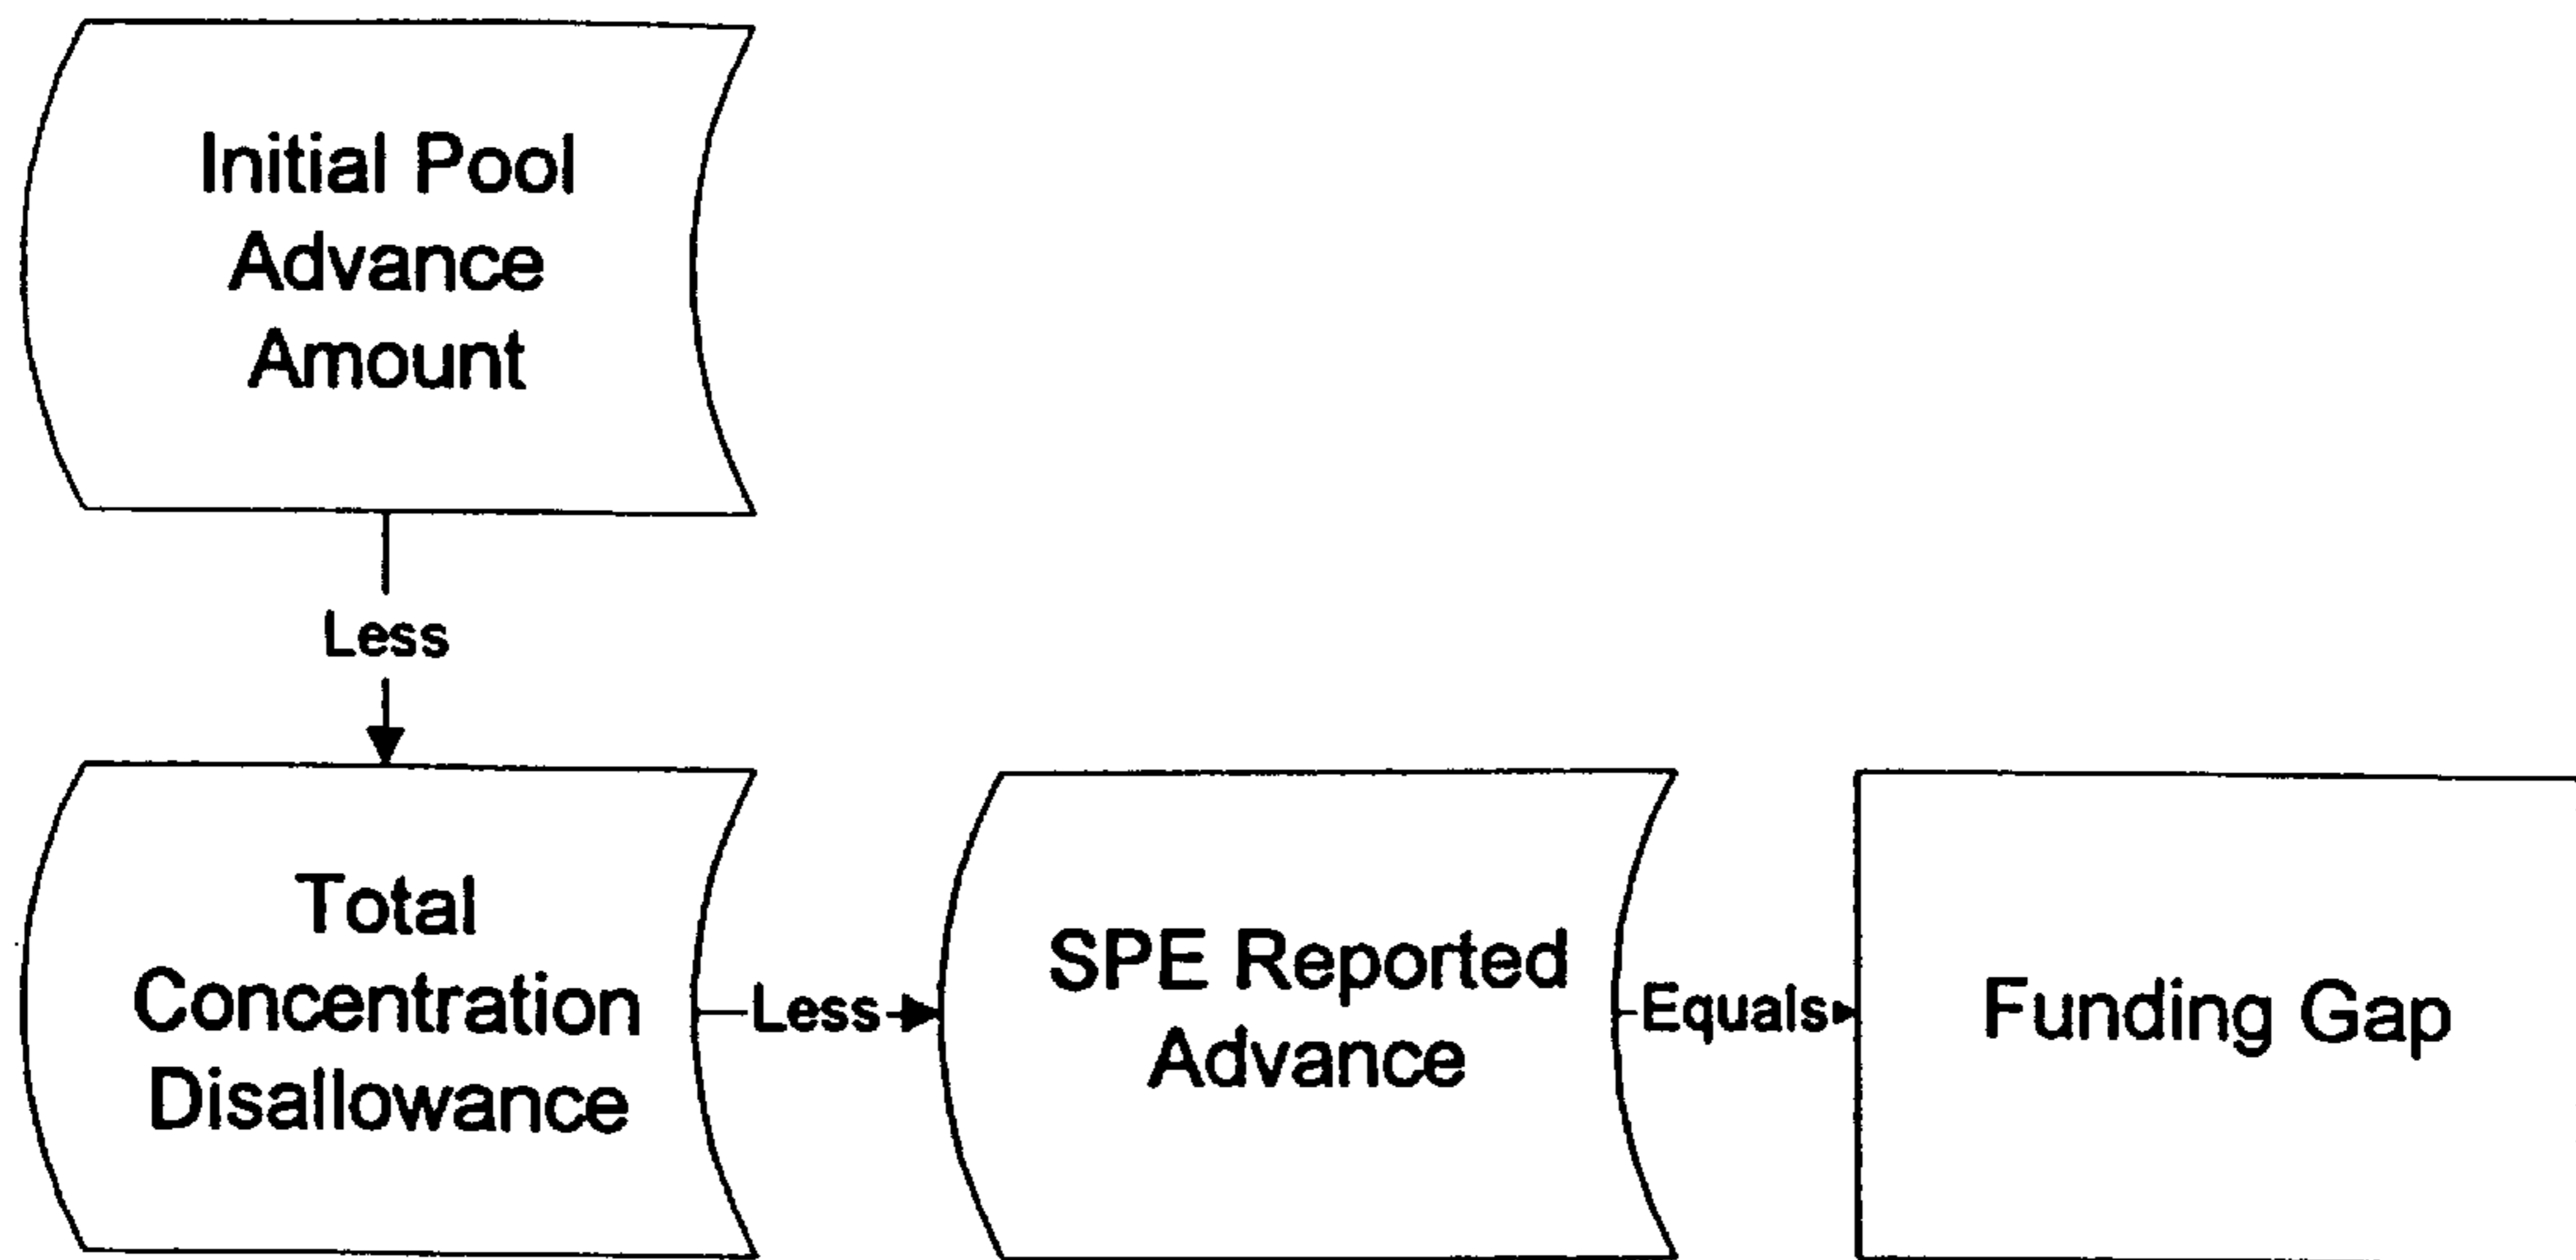 Initial Pool
Advance
Amount
Less
Total
Concentration
Disallowance
Less
SPE Reported
Advance
Equals
Funding Gap